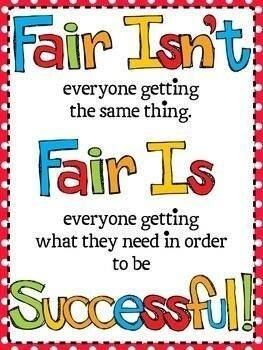 Fair Isn't
everyone getting
the same thing.
Fair Is
everyone getting
what they need in order
to be
Successful!